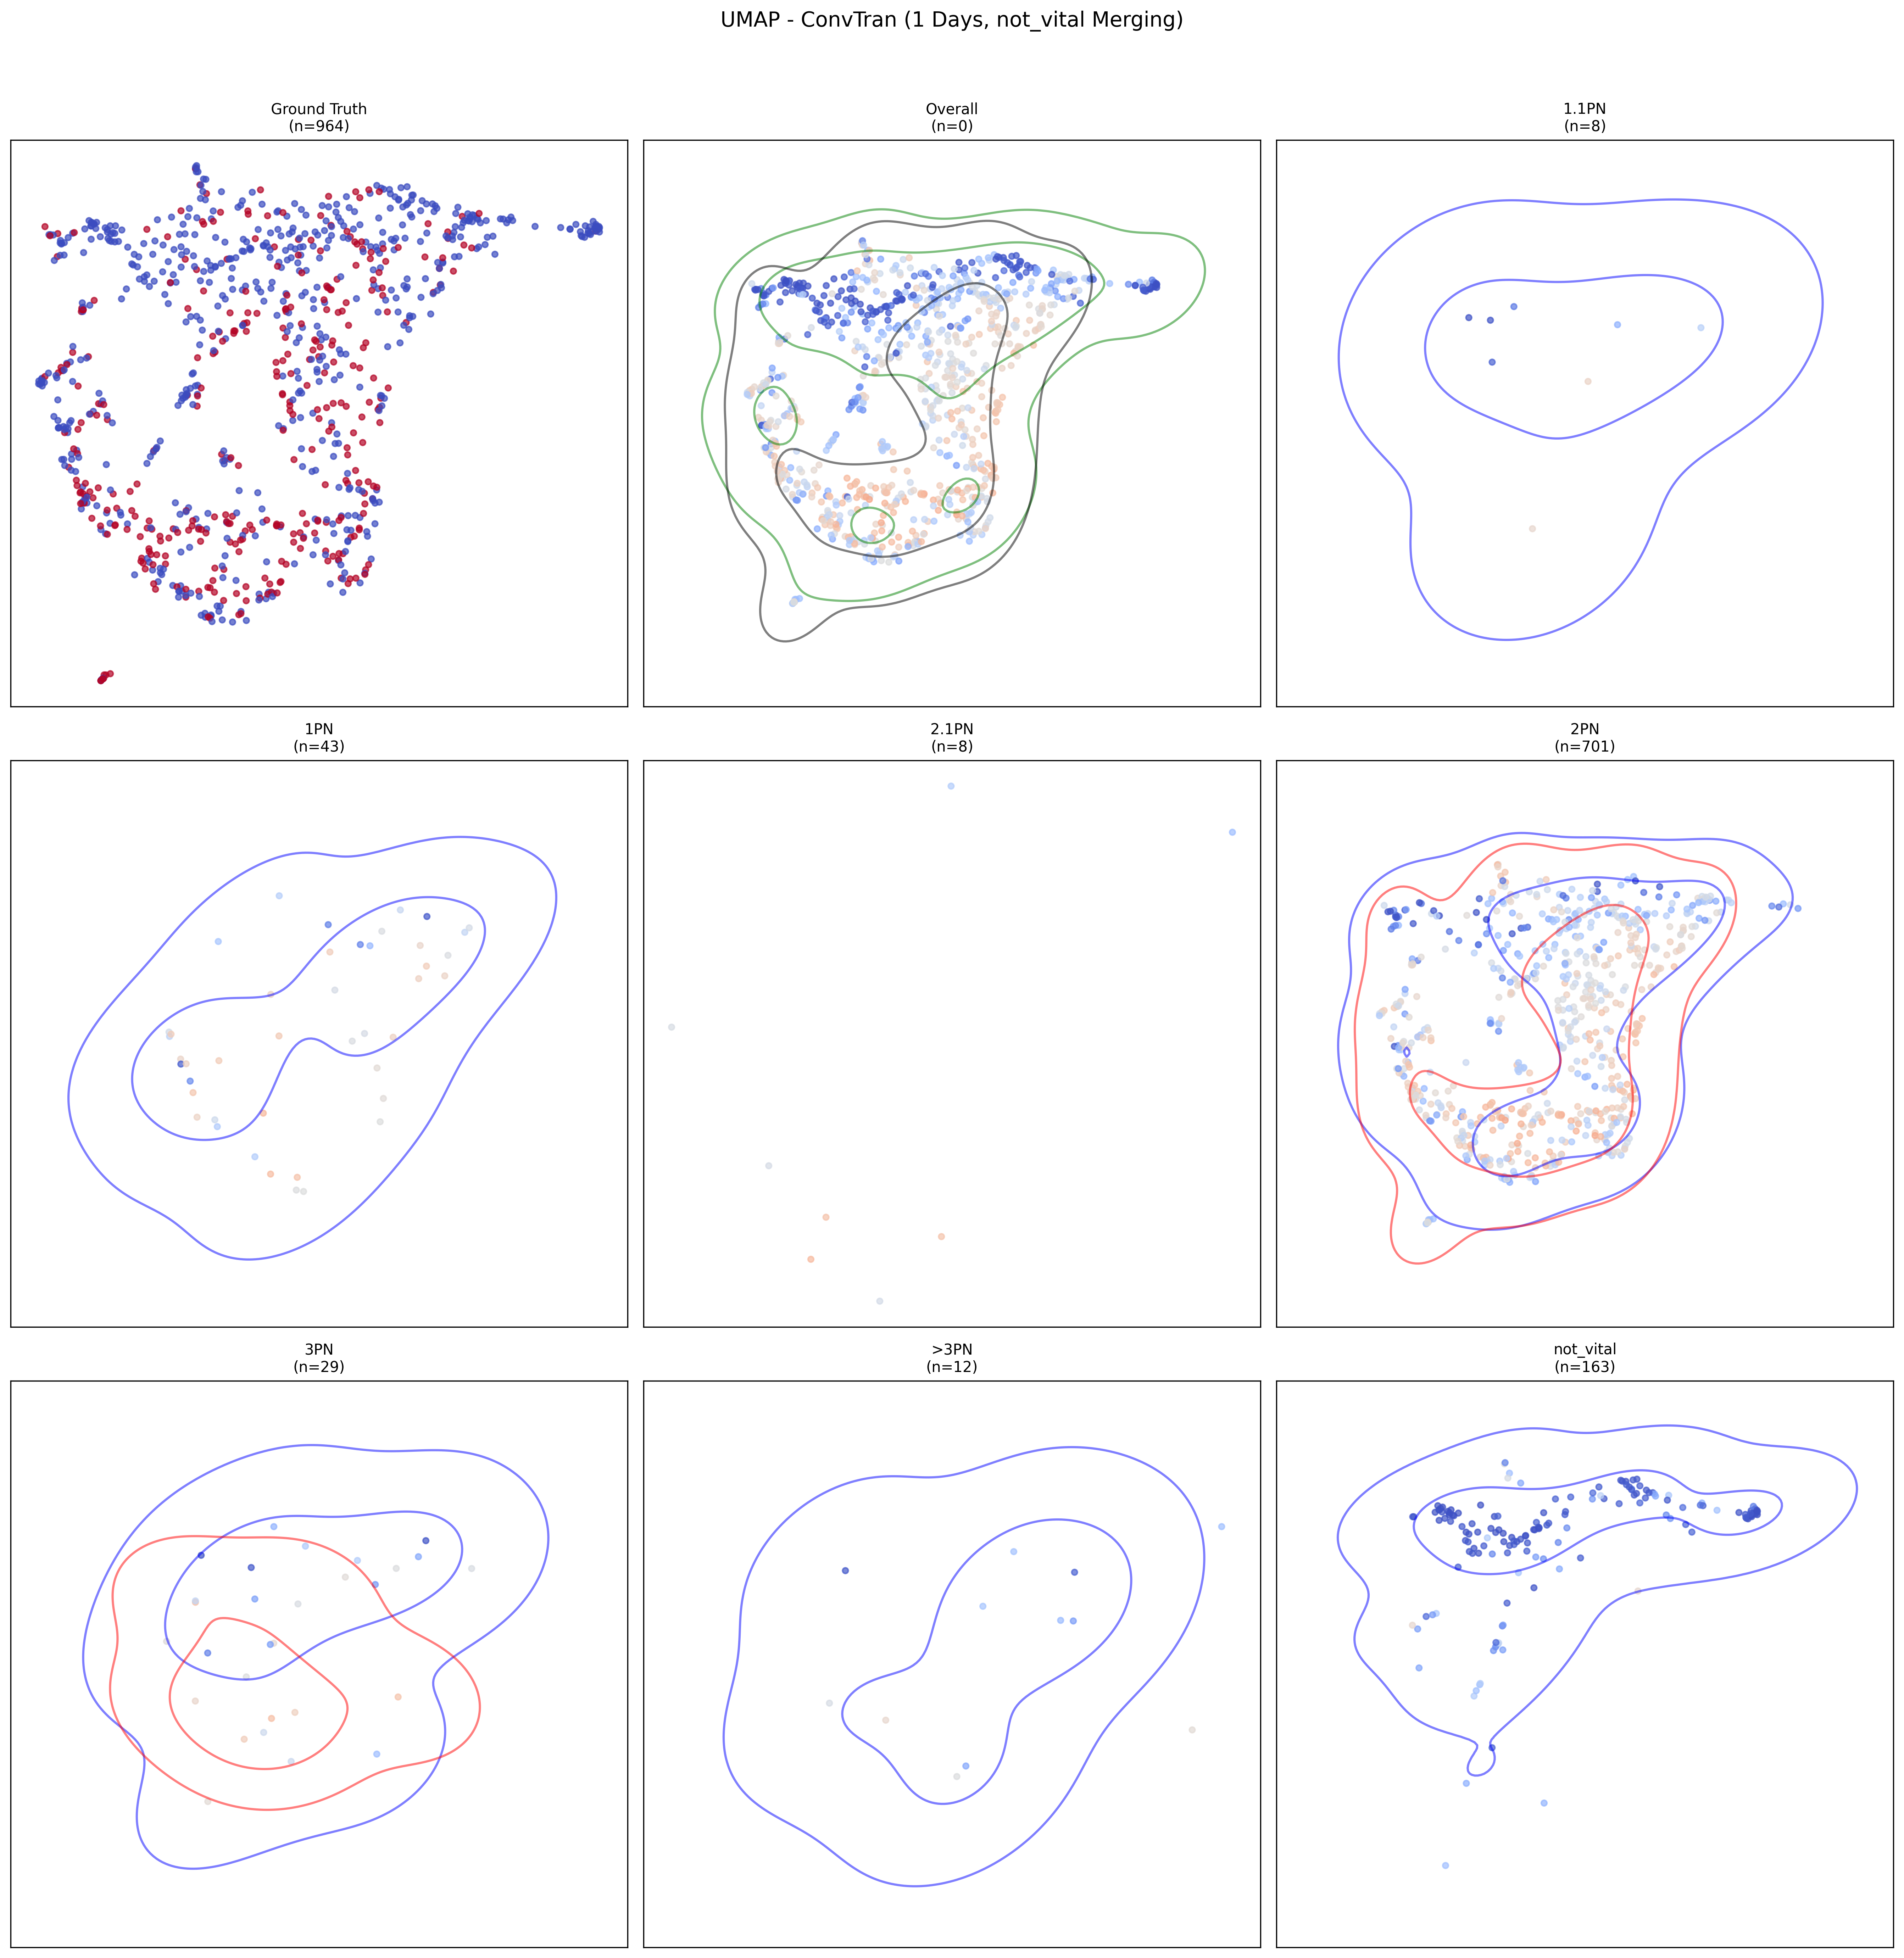 UMAP - ConvTran (1 Days, not_vital Merging)
Ground Truth
(n=964)
Overall
(n=0)
1.1PN
(n=8)
1PN
(n=43)
2.1PN
(n=8)
2PN
(n=701)
3PN
(n=29)
>3PN
(n=12)
not_vital
(n=163)